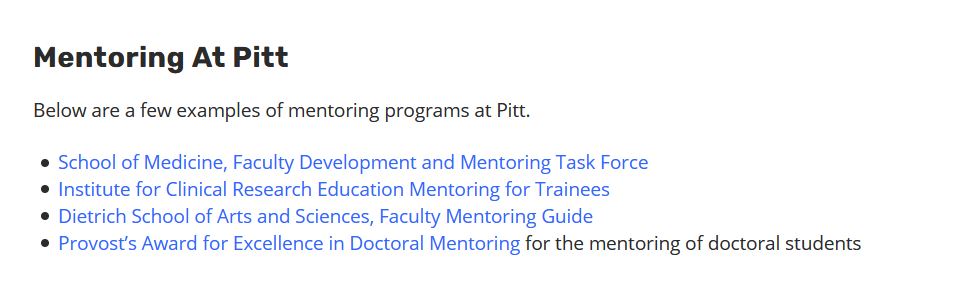 Mentoring At Pitt
Below are a few examples of mentoring programs at Pitt.
School of Medicine, Faculty Development and Mentoring Task Force
Institute for Clinical Research Education Mentoring for Trainees
Dietrich School of Arts and Sciences, Faculty Mentoring Guide
Provost’s Award for Excellence in Doctoral Mentoring for the mentoring of doctoral students